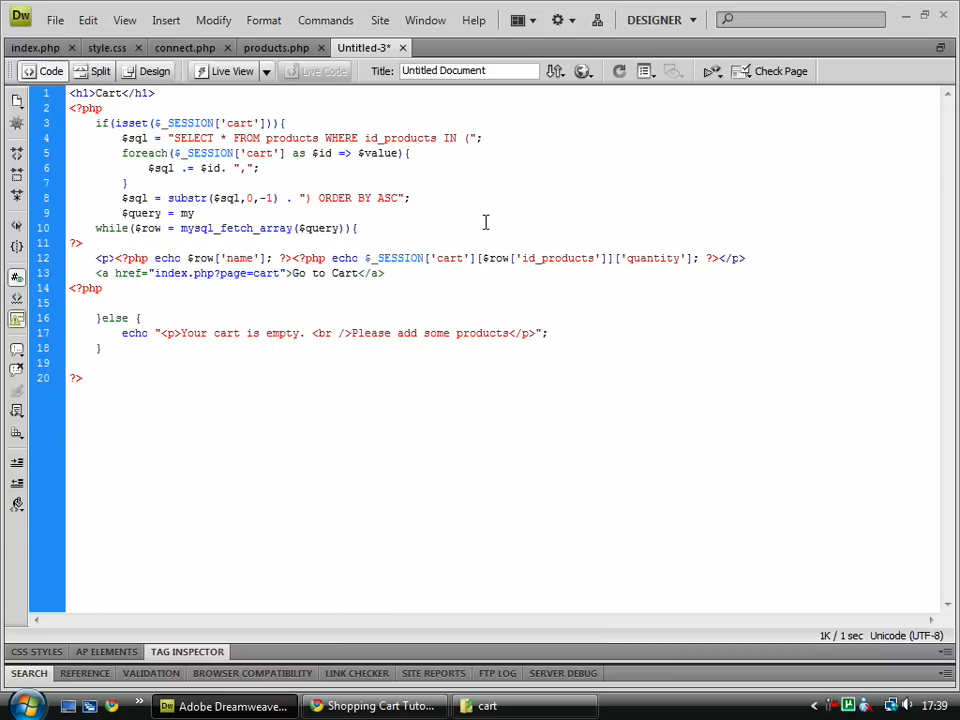 Dw File Edit View Insert Modify Format Commands Site Window Help DESIGNER
index.php style.css connect.php products.php Untitled-3*
Code Split Design Live View Live Code Title: Untitled Document Check Page
1 <h1>Cart</h1>
2 <?php
3 if(isset($_SESSION['cart'])){
4 $sql = "SELECT * FROM products WHERE id_products IN (";
5 foreach($_SESSION['cart'] as $id => $value){
6 $sql .= $id. ",";
7 }
8 $sql = substr($sql,0,-1) . ") ORDER BY ASC";
9 $query = my
10 while($row = mysql_fetch_array($query)){
11 ?>
12 <p><?php echo $row['name']; ?><?php echo $_SESSION['cart'][$row['id_products']]['quantity']; ?></p>
13 <a href="index.php?page=cart">Go to Cart</a>
14 <?php
15
16 }else {
17 echo "<p>Your cart is empty. <br />Please add some products</p>";
18 }
19
20 ?>
1K / 1 sec Unicode (UTF-8)
CSS STYLES AP ELEMENTS TAG INSPECTOR
SEARCH REFERENCE VALIDATION BROWSER COMPATIBILITY LINK CHECKER SITE REPORTS FTP LOG SERVER DEBUG
Adobe Dreamweave... Shopping Cart Tuto... cart 17:39